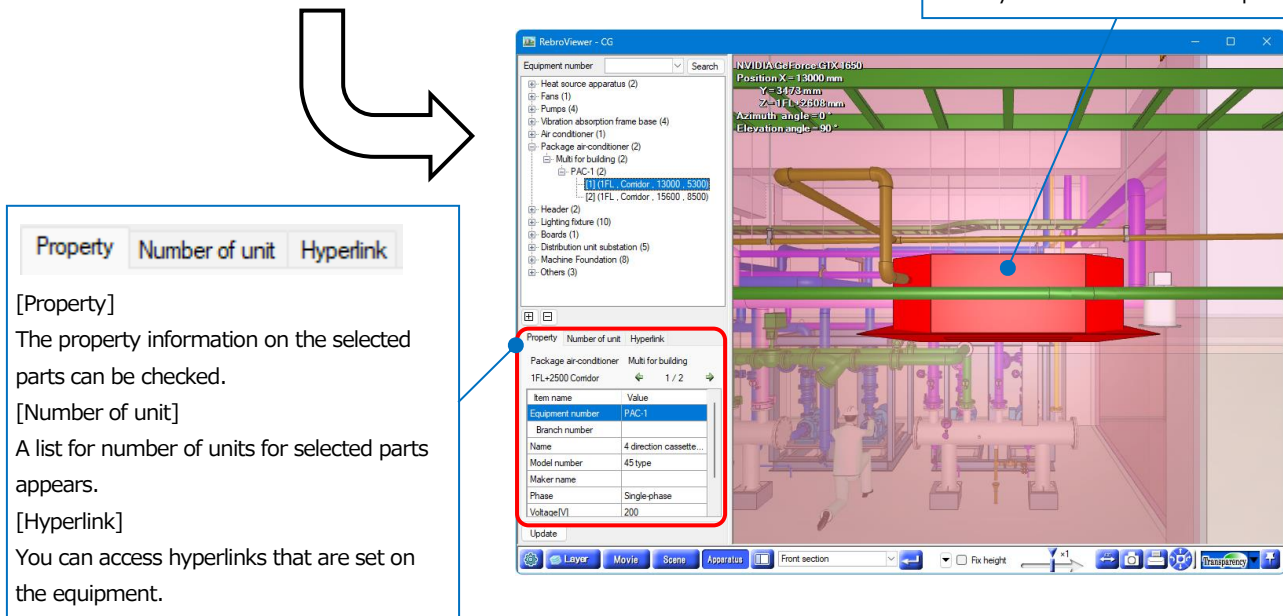 RebroViewer - CG
Equipment number
Search
Heat source apparatus (2)
Fans (1)
Pumps (4)
Vibration absorption frame base (4)
Air conditioner (1)
Package air-conditioner (2)
Multi for building (2)
PAC-1 (2)
[1] (1FL , Corridor , 13000 , 5300)
[2] (1FL , Corridor , 15600 , 8500)
Header (2)
Lighting fixture (10)
Boards (1)
Distribution unit substation (5)
Machine Foundation (8)
Others (3)
NVIDIA GeForce GTX 1650
Position X = 13000 mm
Y = 3473 mm
Z = 1FL+2608 mm
Azimuth angle = 0 °
Elevation angle = 90 °
Property Number of unit Hyperlink
[Property]
The property information on the selected
parts can be checked.
[Number of unit]
A list for number of units for selected parts
appears.
[Hyperlink]
You can access hyperlinks that are set on
the equipment.
Property Number of unit Hyperlink
Package air-conditioner Multi for building
1FL+2500 Corridor 1 / 2
Item name Value
Equipment number PAC-1
Branch number
Name 4 direction cassette...
Model number 45 type
Maker name
Phase Single-phase
Voltage[V] 200
Update
Layer Movie Scene Apparatus Front section Fix height ×1 Transparency